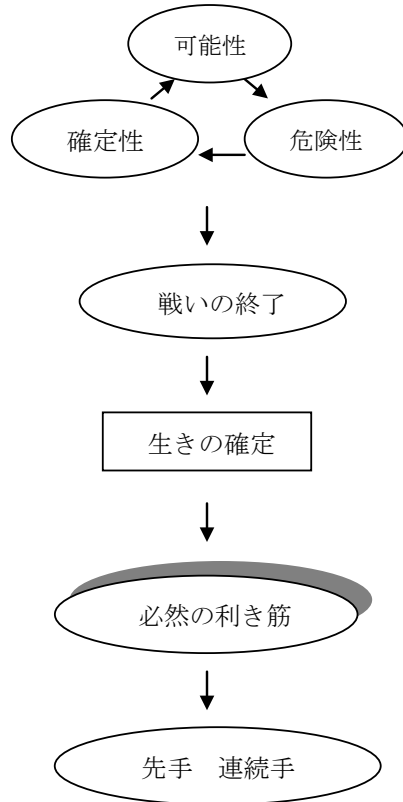 可能性
確定性
危険性
戦いの終了
生きの確定
必然の利き筋
先手　連続手